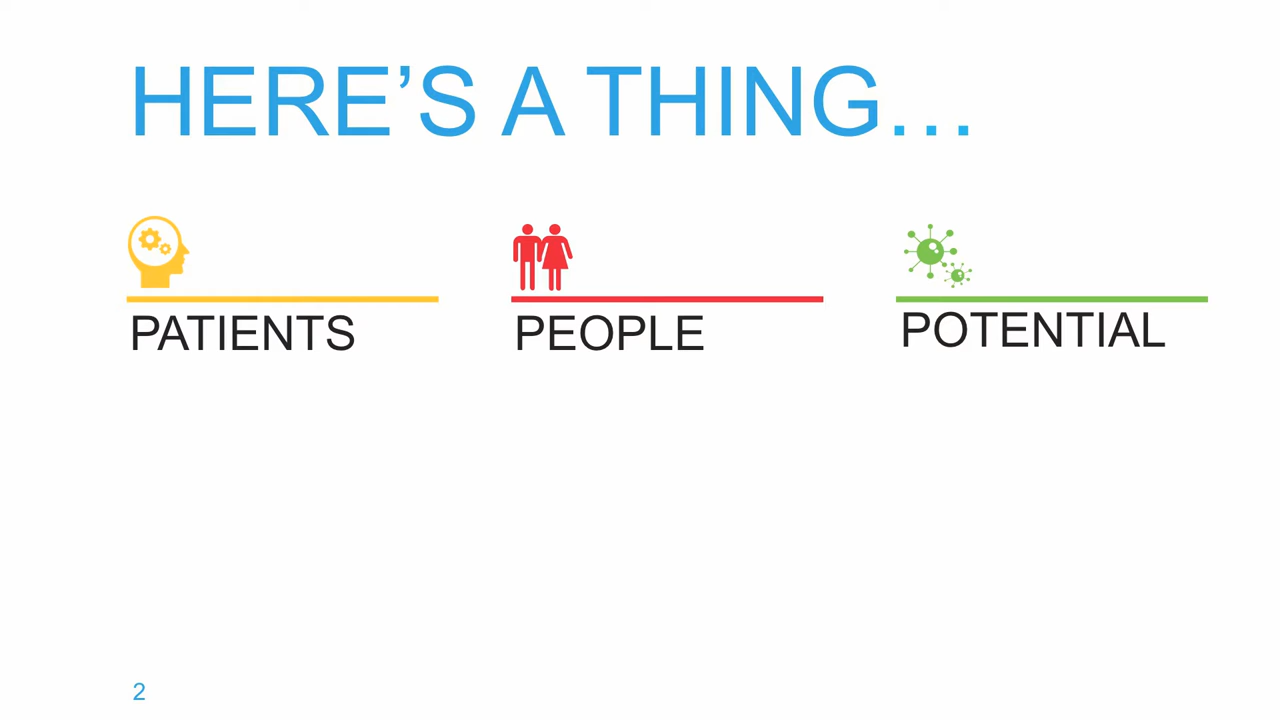 HERE’S A THING…
PATIENTS
PEOPLE
POTENTIAL
2